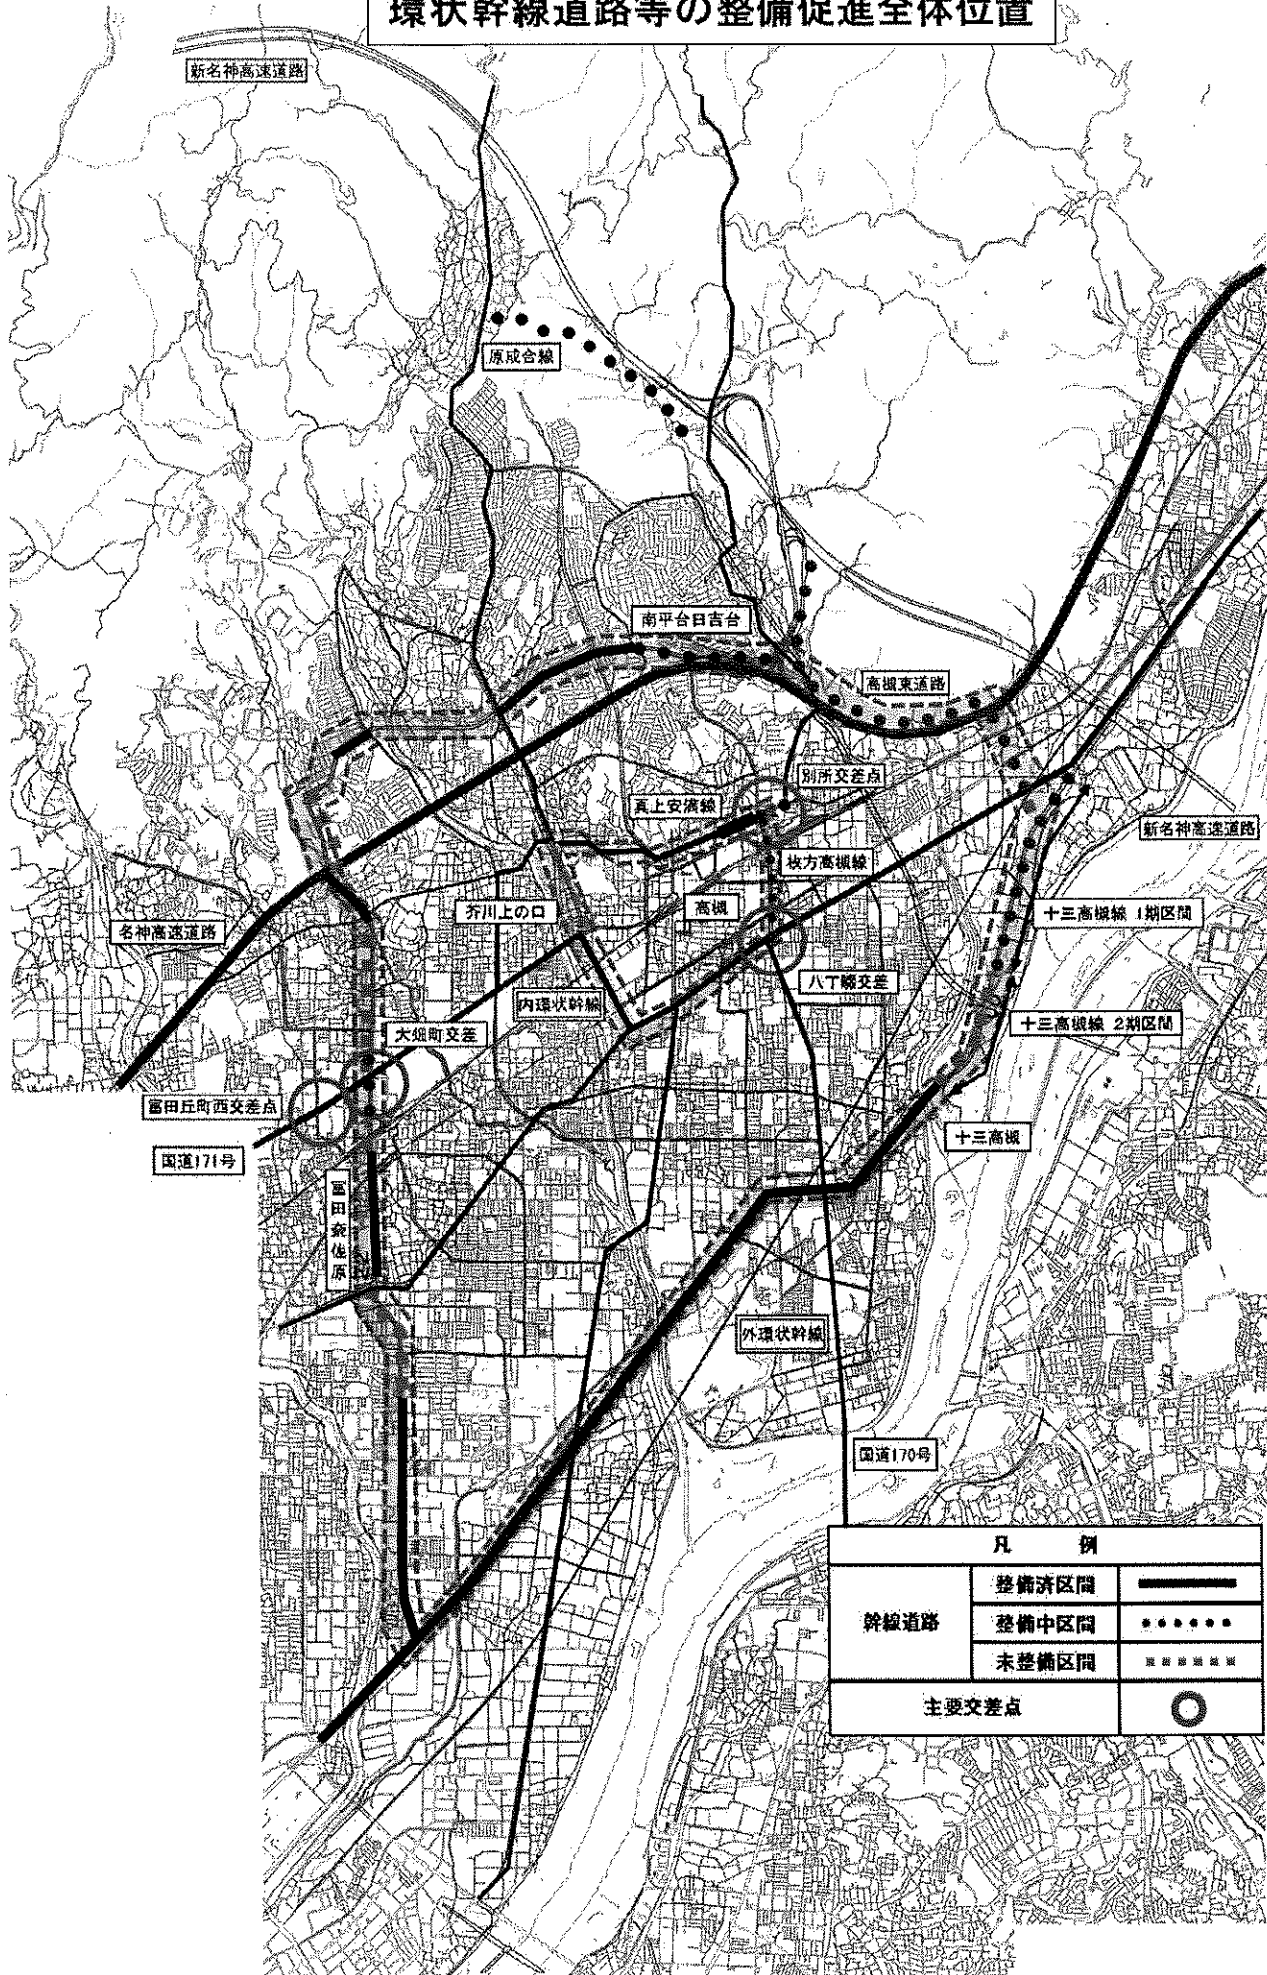 環状幹線道路等の整備促進全体位置
新名神高速道路
原成合線
南平台日吉台
高槻東道路
別所交差点
真上安満線
新名神高速道路
枚方高槻線
芥川上の口
高槻
十三高槻線 1期区間
名神高速道路
八丁畷交差
内環状幹線
十三高槻線 2期区間
大畑町交差
富田丘町西交差点
十三高槻
国道171号
富田奈佐原
外環状幹線
国道170号
凡 例
幹線道路
整備済区間
整備中区間
未整備区間
主要交差点